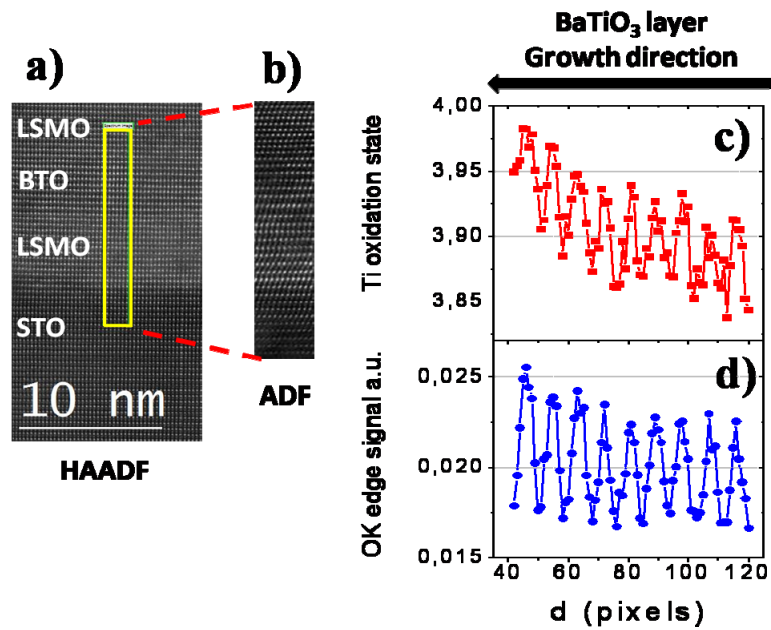 BaTiO₃ layer
Growth direction
a)
b)
LSMO
BTO
LSMO
STO
10 nm
HAADF
ADF
c)
Ti oxidation state
4,00
3,95
3,90
3,85
d)
OK edge signal a.u.
0,025
0,020
0,015
40 60 80 100 120
d (pixels)